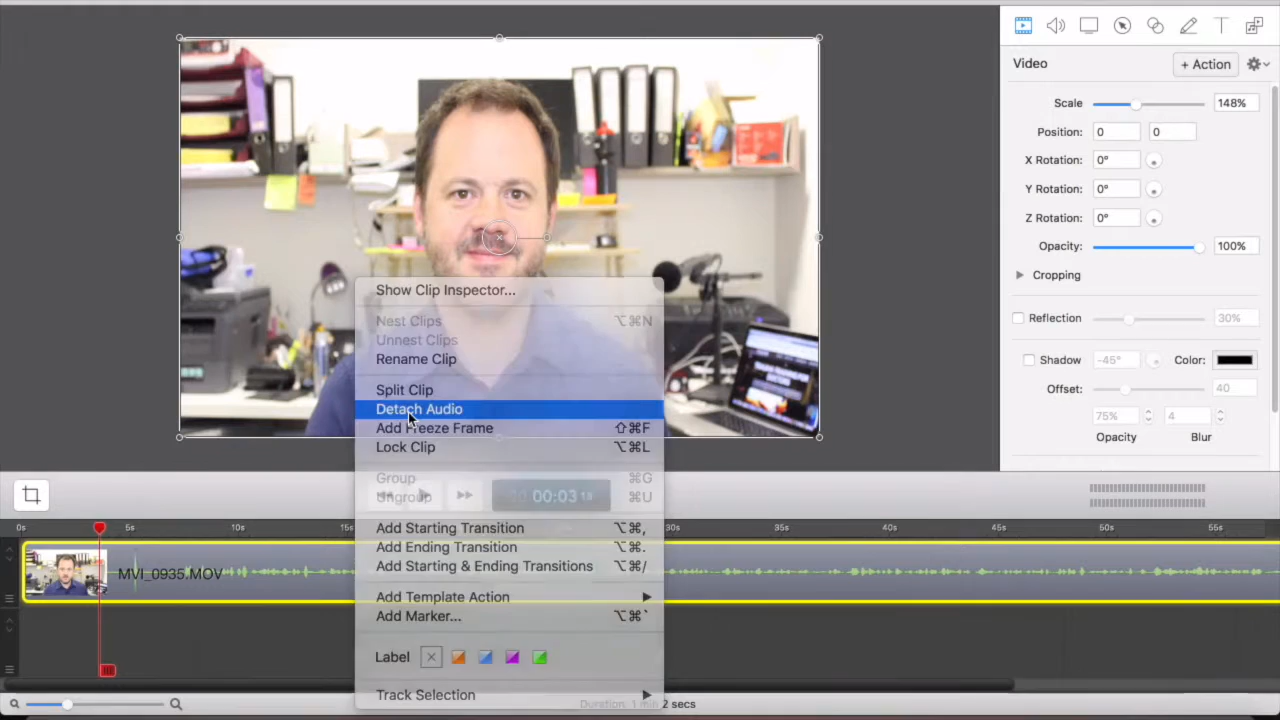 Video
+ Action
Scale
148%
Position:
0
0
X Rotation:
0°
Y Rotation:
0°
Z Rotation:
0°
Opacity:
100%
Cropping
Reflection
30%
Shadow
-45°
Color:
Offset:
40
75%
4
Opacity
Blur
Show Clip Inspector...
Nest Clips ⌥⌘N
Unnest Clips
Rename Clip
Split Clip
Detach Audio
Add Freeze Frame ⇧⌘F
Lock Clip ⌥⌘L
Group ⌘G
Ungroup ⌘U
00:03 18
Add Starting Transition ⌥⌘,
Add Ending Transition ⌥⌘.
Add Starting & Ending Transitions ⌥⌘/
Add Template Action
Add Marker... ⌥⌘`
Label
Track Selection
0s 5s 10s 15s 30s 35s 40s 45s 50s 55s
MVI_0935.MOV
Duration: 1 min 2 secs